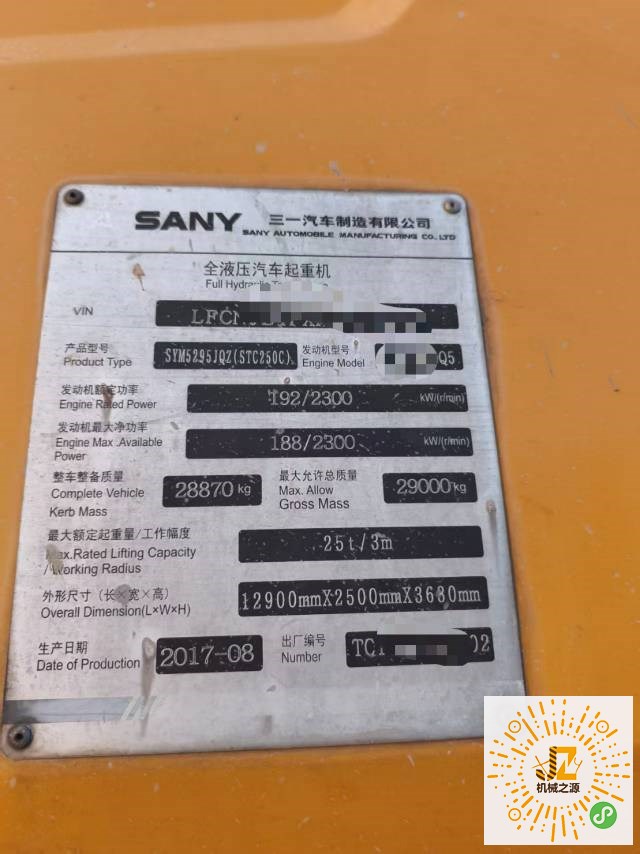 SANY 三一汽车制造有限公司
SANY AUTOMOBILE MANUFACTURING CO.,LTD
全液压汽车起重机
Full Hydraulic
VIN LFCN
产品型号 SYM5295JQZ(STC250C) 发动机型号 Q5
Product Type Engine Model
发动机额定功率 192/2300 kW/(r/min)
Engine Rated Power
发动机最大净功率 188/2300 kW/(r/min)
Engine Max .Available
Power
整车整备质量 28870 kg 最大允许总质量 29000 kg
Complete Vehicle Max. Allow
Kerb Mass Gross Mass
最大额定起重量/工作幅度 25t/3m
Max.Rated Lifting Capacity
/Working Radius
外形尺寸（长×宽×高） 12900mmX2500mmX3680mm
Overall Dimension(L×W×H)
生产日期 2017-08 出厂编号 TC 02
Date of Production Number
JZ
机械之源